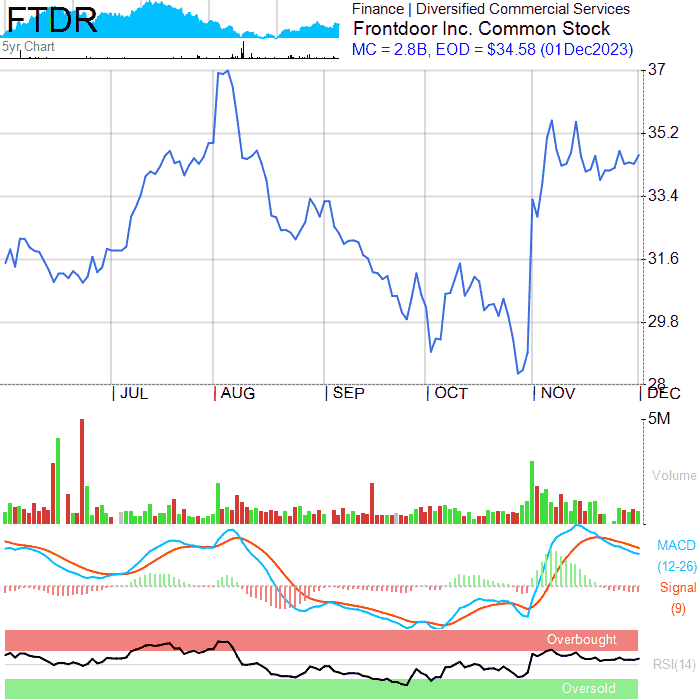 FTDR
5yr Chart
Finance | Diversified Commercial Services
Frontdoor Inc. Common Stock
MC = 2.8B, EOD = $34.58 (01Dec2023)
37
35.2
33.4
31.6
29.8
28
JUL AUG SEP OCT NOV DEC
5M
Volume
MACD
(12-26)
Signal
(9)
Overbought
RSI(14)
Oversold